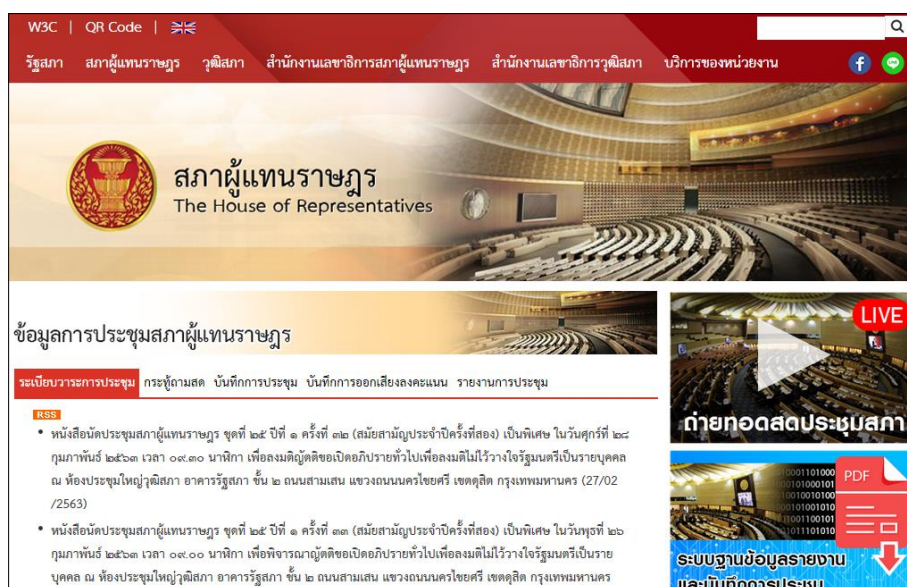 W3C | QR Code |
รัฐสภา สภาผู้แทนราษฎร วุฒิสภา สำนักงานเลขาธิการสภาผู้แทนราษฎร สำนักงานเลขาธิการวุฒิสภา บริการของหน่วยงาน
สภาผู้แทนราษฎร
The House of Representatives
ข้อมูลการประชุมสภาผู้แทนราษฎร
ระเบียบวาระการประชุม กระทู้ถามสด บันทึกการประชุม บันทึกการออกเสียงลงคะแนน รายงานการประชุม
RSS
หนังสือนัดประชุมสภาผู้แทนราษฎร ชุดที่ ๒๕ ปีที่ ๑ ครั้งที่ ๓๒ (สมัยสามัญประจำปีครั้งที่สอง) เป็นพิเศษ ในวันศุกร์ที่ ๒๘
กุมภาพันธ์ ๒๕๖๓ เวลา ๐๙.๓๐ นาฬิกา เพื่อลงมติญัตติขอเปิดอภิปรายทั่วไปเพื่อลงมติไม่ไว้วางใจรัฐมนตรีเป็นรายบุคคล
ณ ห้องประชุมใหญ่วุฒิสภา อาคารรัฐสภา ชั้น ๒ ถนนสามเสน แขวงถนนนครไชยศรี เขตดุสิต กรุงเทพมหานคร (27/02
/2563)
หนังสือนัดประชุมสภาผู้แทนราษฎร ชุดที่ ๒๕ ปีที่ ๑ ครั้งที่ ๓๓ (สมัยสามัญประจำปีครั้งที่สอง) เป็นพิเศษ ในวันพุธที่ ๒๖
กุมภาพันธ์ ๒๕๖๓ เวลา ๐๙.๐๐ นาฬิกา เพื่อพิจารณาญัตติขอเปิดอภิปรายทั่วไปเพื่อลงมติไม่ไว้วางใจรัฐมนตรีเป็นราย
บุคคล ณ ห้องประชุมใหญ่วุฒิสภา อาคารรัฐสภา ชั้น ๒ ถนนสามเสน แขวงถนนนครไชยศรี เขตดุสิต กรุงเทพมหานคร
LIVE
ถ่ายทอดสดประชุมสภา
PDF
ระบบฐานข้อมูลรายงาน
และบันทึกการประชุม